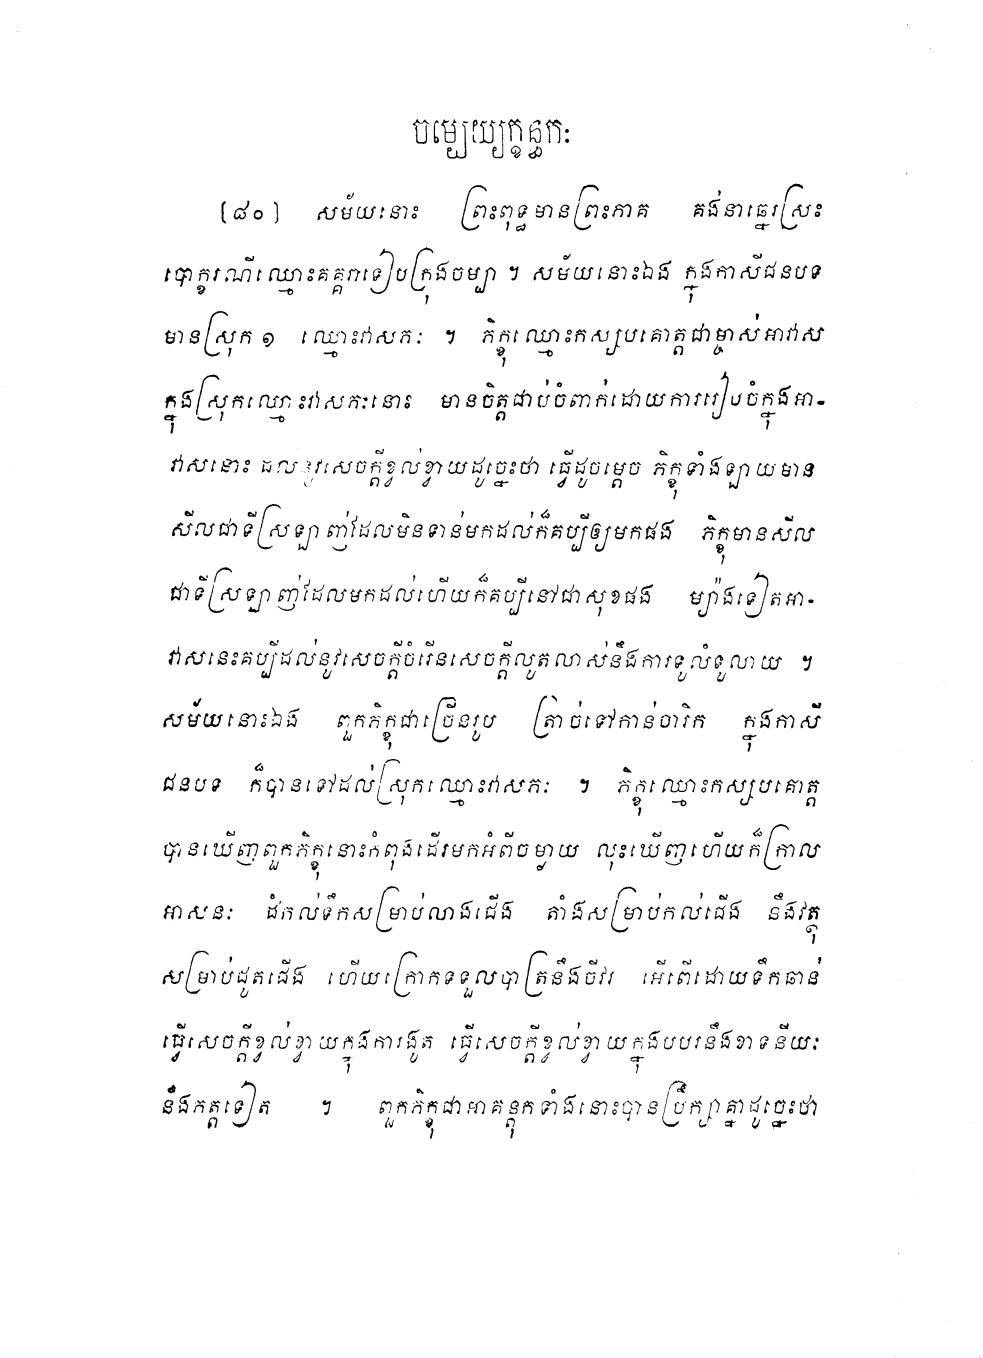 ចម្បេយ្យក្ខន្ធកៈ
[៨០] សម័យនោះ ព្រះពុទ្ធមានព្រះភាគ គង់នាឆ្នេរស្រះ
បោក្ខរណីឈ្មោះគគ្គរាទៀបក្រុងចម្បា ។ សម័យនោះឯង ក្នុងកាសីជនបទ
មានស្រុក ១ ឈ្មោះវាសភៈ ។ ភិក្ខុឈ្មោះកស្សបគោត្តជាម្ចាស់អាវាស
ក្នុងស្រុកឈ្មោះវាសភៈនោះ មានចិត្តជាប់ចំពាក់ដោយការរៀបចំក្នុងអា-
វាសនោះ ដល់នូវសេចក្តីខ្វល់ខ្វាយដូច្នេះថា ធ្វើដូចម្តេច ភិក្ខុទាំងឡាយមាន
សីលជាទីស្រឡាញ់ដែលមិនទាន់មកដល់ក៏គប្បីឲ្យមកផង ភិក្ខុមានសីល
ជាទីស្រឡាញ់ដែលមកដល់ហើយក៏គប្បីនៅជាសុខផង ម្យ៉ាងទៀតអា-
វាសនេះគប្បីដល់នូវសេចក្តីចំរើនសេចក្តីលូតលាស់នឹងការទូលំទូលាយ ។
សម័យនោះឯង ពួកភិក្ខុជាច្រើនរូប ត្រាច់ទៅកាន់ចារិក ក្នុងកាសី
ជនបទ ក៏បានទៅដល់ស្រុកឈ្មោះវាសភៈ ។ ភិក្ខុឈ្មោះកស្សបគោត្ត
បានឃើញពួកភិក្ខុនោះកំពុងដើរមកអំពីចម្ងាយ លុះឃើញហើយក៏ក្រាល
អាសនៈ ដំកល់ទឹកសម្រាប់លាងជើង តាំងសម្រាប់កល់ជើង នឹងវត្ថុ
សម្រាប់ដូតជើង ហើយក្រោកទទួលបាត្រនឹងចីវរ អើពើដោយទឹកឆាន់
ធ្វើសេចក្តីខ្វល់ខ្វាយក្នុងការងូត ធ្វើសេចក្តីខ្វល់ខ្វាយក្នុងបបរនឹងខាទនីយៈ
នឹងភត្តទៀត ។ ពួកភិក្ខុជាអាគន្តុកទាំងនោះបានប្រឹក្សាគ្នាដូច្នេះថា